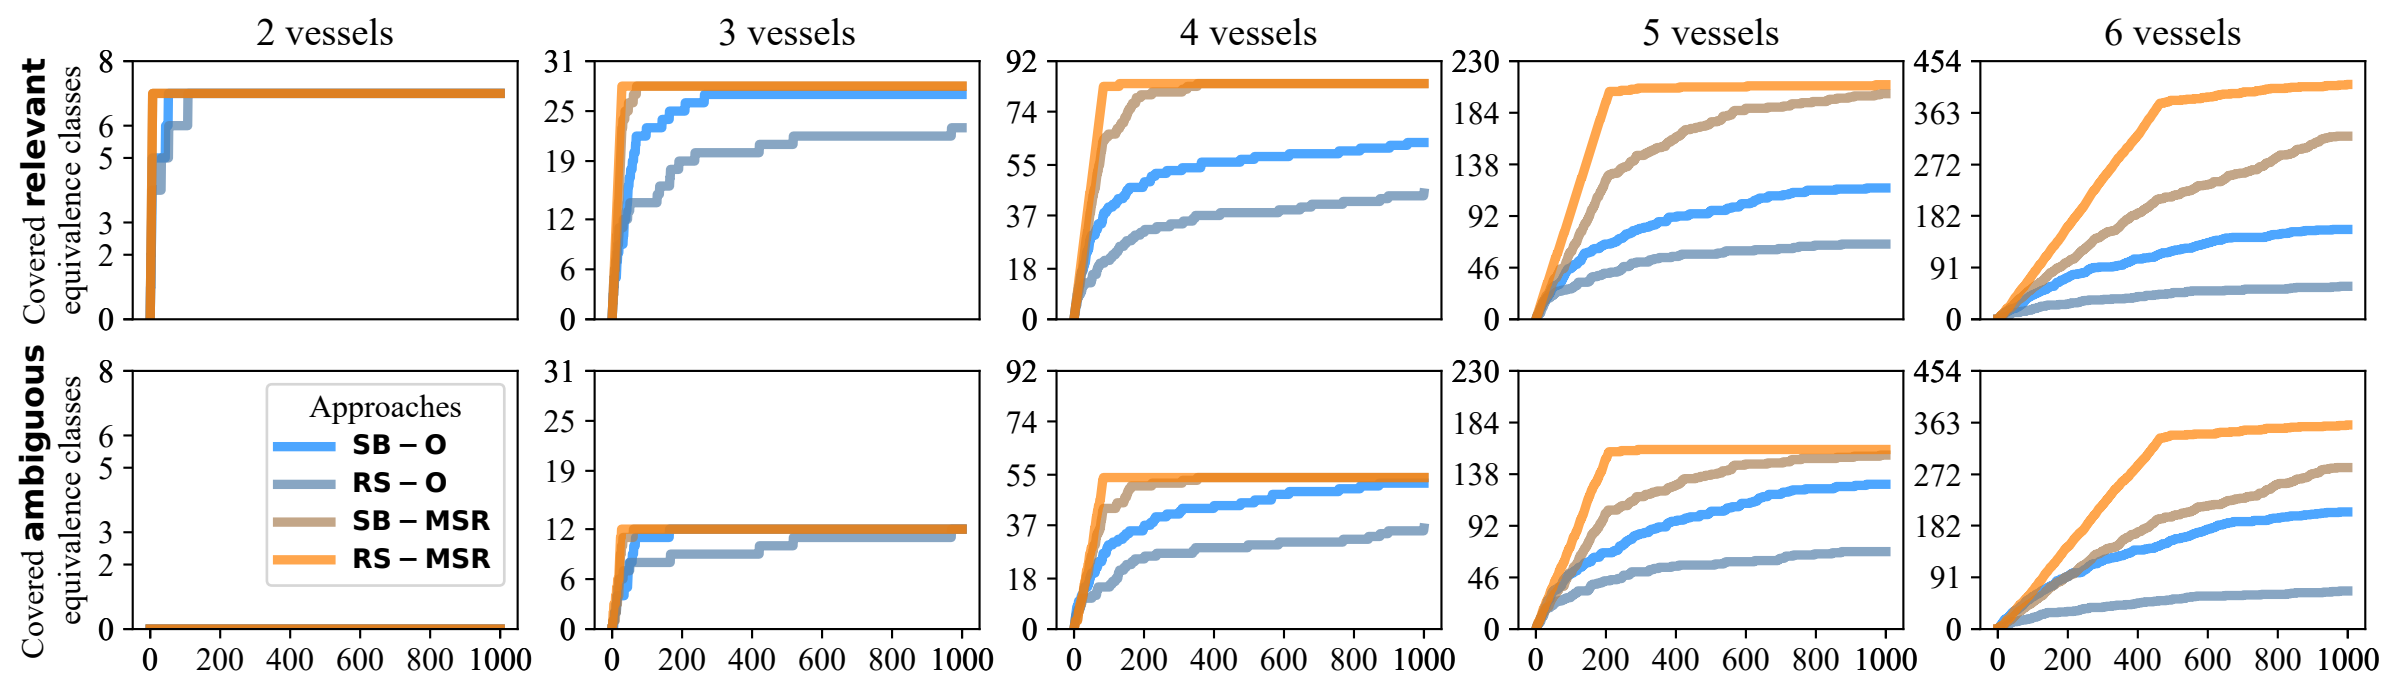 2 vessels 3 vessels 4 vessels 5 vessels 6 vessels
Covered relevant
equivalence classes
8 6 5 3 2 0
31 25 19 12 6 0
92 74 55 37 18 0
230 184 138 92 46 0
454 363 272 182 91 0
Covered ambiguous
equivalence classes
8 6 5 3 2 0
Approaches
SB – O
RS – O
SB – MSR
RS – MSR
31 25 19 12 6 0
92 74 55 37 18 0
230 184 138 92 46 0
454 363 272 182 91 0
0 200 400 600 800 1000 0 200 400 600 800 1000 0 200 400 600 800 1000 0 200 400 600 800 1000 0 200 400 600 800 1000